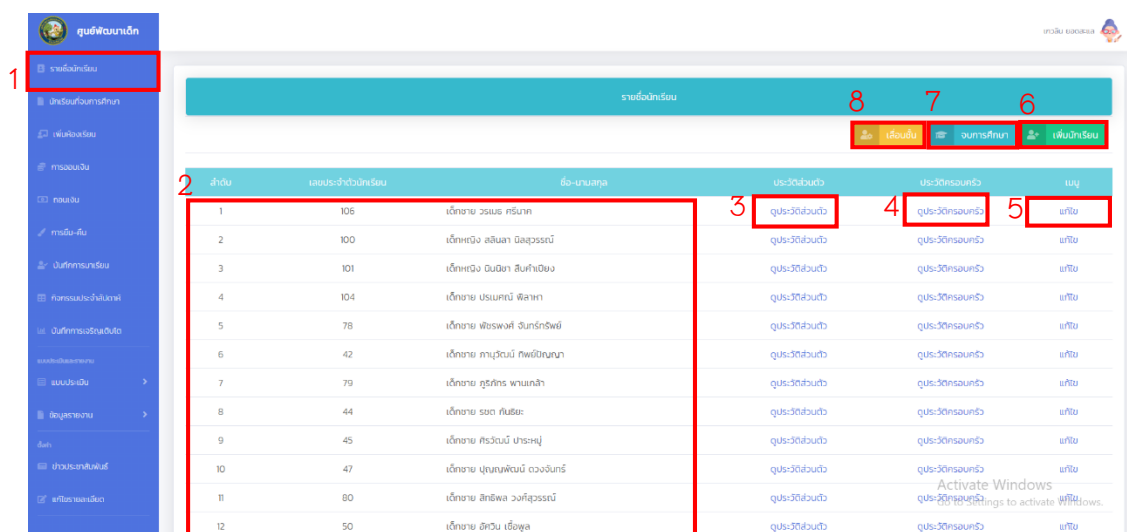 ศูนย์พัฒนาเด็ก
1
รายชื่อนักเรียน
นักเรียนที่จบการศึกษา
เพิ่มห้องเรียน
การออมเงิน
ถอนเงิน
การยืม-คืน
บันทึกการมาเรียน
กิจกรรมประจำสัปดาห์
บันทึกการเจริญเติบโต
แบบประเมินและรายงาน
แบบประเมิน
ข้อมูลรายงาน
ตั้งค่า
ข่าวประชาสัมพันธ์
แก้ไขรายละเอียด
รายชื่อนักเรียน
8 7 6
เลื่อนชั้น จบการศึกษา เพิ่มนักเรียน
2 ลำดับ เลขประจำตัวนักเรียน ชื่อ-นามสกุล ประวัติส่วนตัว ประวัติครอบครัว เมนู
1 106 เด็กชาย วรเมธ ศรีนาค 3 ดูประวัติส่วนตัว 4 ดูประวัติครอบครัว 5 แก้ไข
2 100 เด็กหญิง สลินลา นิลสุวรรณ์ ดูประวัติส่วนตัว ดูประวัติครอบครัว แก้ไข
3 101 เด็กหญิง นินนิชา สืบคำเปียง ดูประวัติส่วนตัว ดูประวัติครอบครัว แก้ไข
4 104 เด็กชาย ปรเมศณ์ พิลาหา ดูประวัติส่วนตัว ดูประวัติครอบครัว แก้ไข
5 78 เด็กชาย พัชรพงศ์ จันทร์ทรัพย์ ดูประวัติส่วนตัว ดูประวัติครอบครัว แก้ไข
6 42 เด็กชาย ภานุวัฒน์ ทิพย์ปัญญา ดูประวัติส่วนตัว ดูประวัติครอบครัว แก้ไข
7 79 เด็กชาย ภูริภัทร พานเกล้า ดูประวัติส่วนตัว ดูประวัติครอบครัว แก้ไข
8 44 เด็กชาย รชต กันธิยะ ดูประวัติส่วนตัว ดูประวัติครอบครัว แก้ไข
9 45 เด็กชาย ศิรวัฒน์ ปาระหมู่ ดูประวัติส่วนตัว ดูประวัติครอบครัว แก้ไข
10 47 เด็กชาย ปุญญพัฒน์ ดวงจันทร์ ดูประวัติส่วนตัว ดูประวัติครอบครัว แก้ไข
Activate Windows
11 80 เด็กชาย สิทธิพล วงศ์สุวรรณ์ ดูประวัติส่วนตัว ดูประวัติครอบครัว แก้ไข
Go to Settings to activate Windows.
12 50 เด็กชาย อัศวิน เชื้อพูล ดูประวัติส่วนตัว ดูประวัติครอบครัว แก้ไข